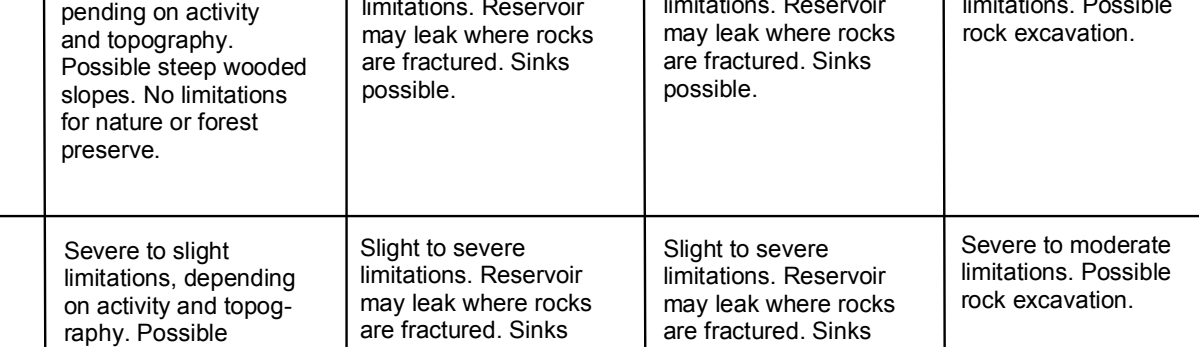 pending on activity
and topography.
Possible steep wooded
slopes. No limitations
for nature or forest
preserve.
limitations. Reservoir
may leak where rocks
are fractured. Sinks
possible.
limitations. Reservoir
may leak where rocks
are fractured. Sinks
possible.
limitations. Possible
rock excavation.
Severe to slight
limitations, depending
on activity and topog-
raphy. Possible
Slight to severe
limitations. Reservoir
may leak where rocks
are fractured. Sinks
Slight to severe
limitations. Reservoir
may leak where rocks
are fractured. Sinks
Severe to moderate
limitations. Possible
rock excavation.